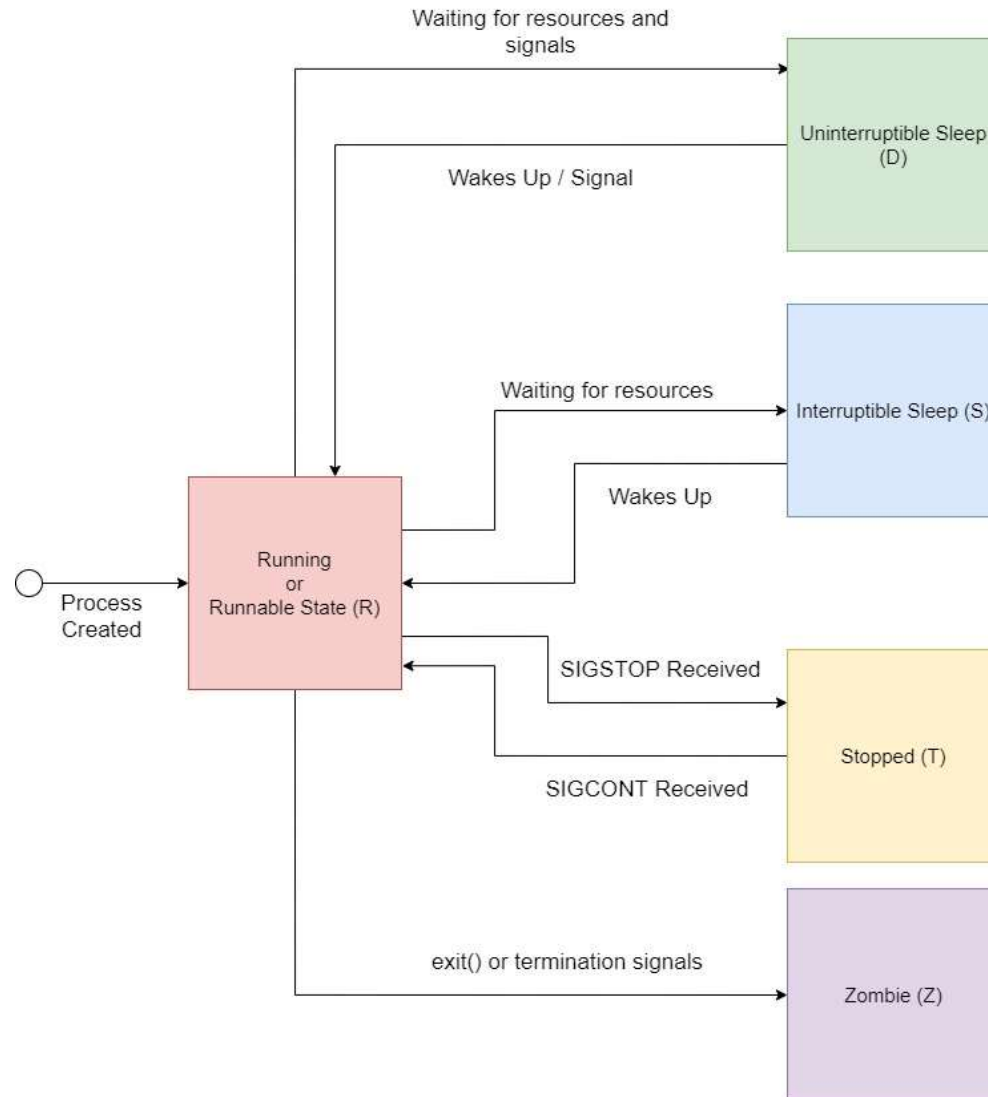 Waiting for resources and
signals
Uninterruptible Sleep
(D)
Wakes Up / Signal
Waiting for resources
Interruptible Sleep (S)
Wakes Up
Running
or
Runnable State (R)
Process
Created
SIGSTOP Received
Stopped (T)
SIGCONT Received
exit() or termination signals
Zombie (Z)